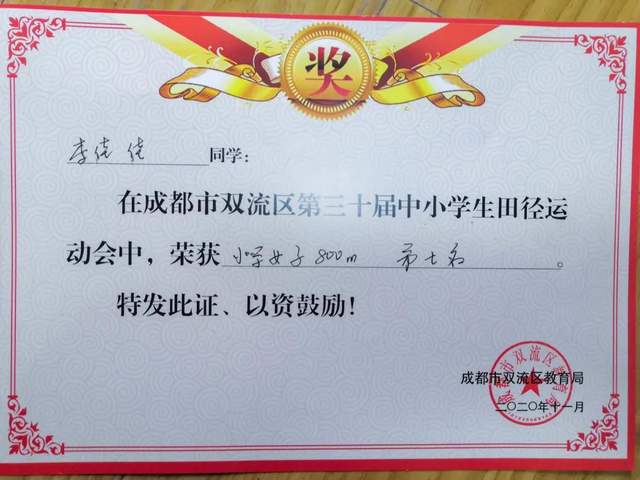 奖
李佬佬 同学:
在成都市双流区第三十届中小学生田径运
动会中,荣获 小学女子800m 第七名 。
特发此证、以资鼓励!
成都市双流区教育局
二〇二〇年十一月